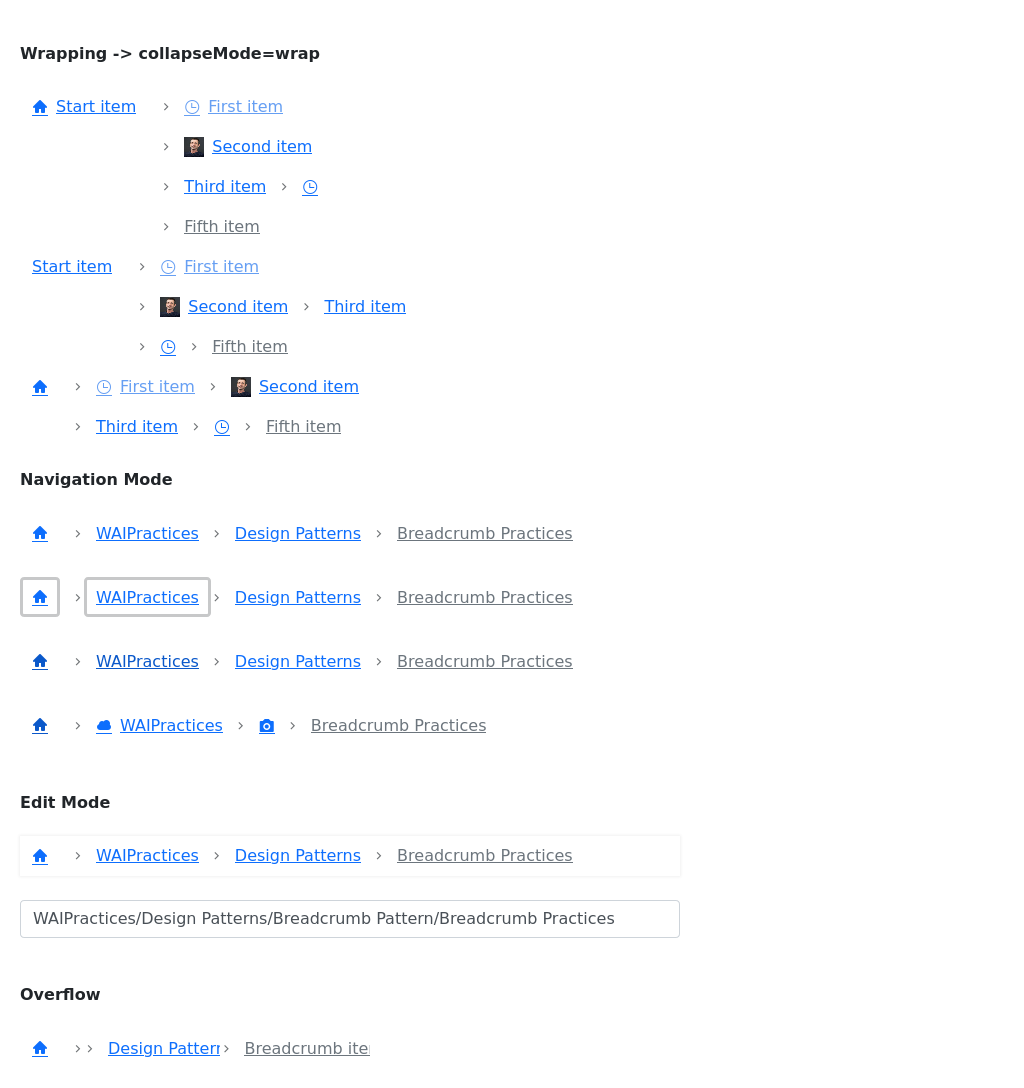 Wrapping -> collapseMode=wrap
Start item > First item
> Second item
> Third item >
> Fifth item
Start item > First item
> Second item > Third item
> > Fifth item
> First item > Second item
> Third item > > Fifth item
Navigation Mode
> WAIPractices > Design Patterns > Breadcrumb Practices
> WAIPractices > Design Patterns > Breadcrumb Practices
> WAIPractices > Design Patterns > Breadcrumb Practices
> WAIPractices > > Breadcrumb Practices
Edit Mode
> WAIPractices > Design Patterns > Breadcrumb Practices
WAIPractices/Design Patterns/Breadcrumb Pattern/Breadcrumb Practices
Overflow
> > Design Pattern > Breadcrumb ite